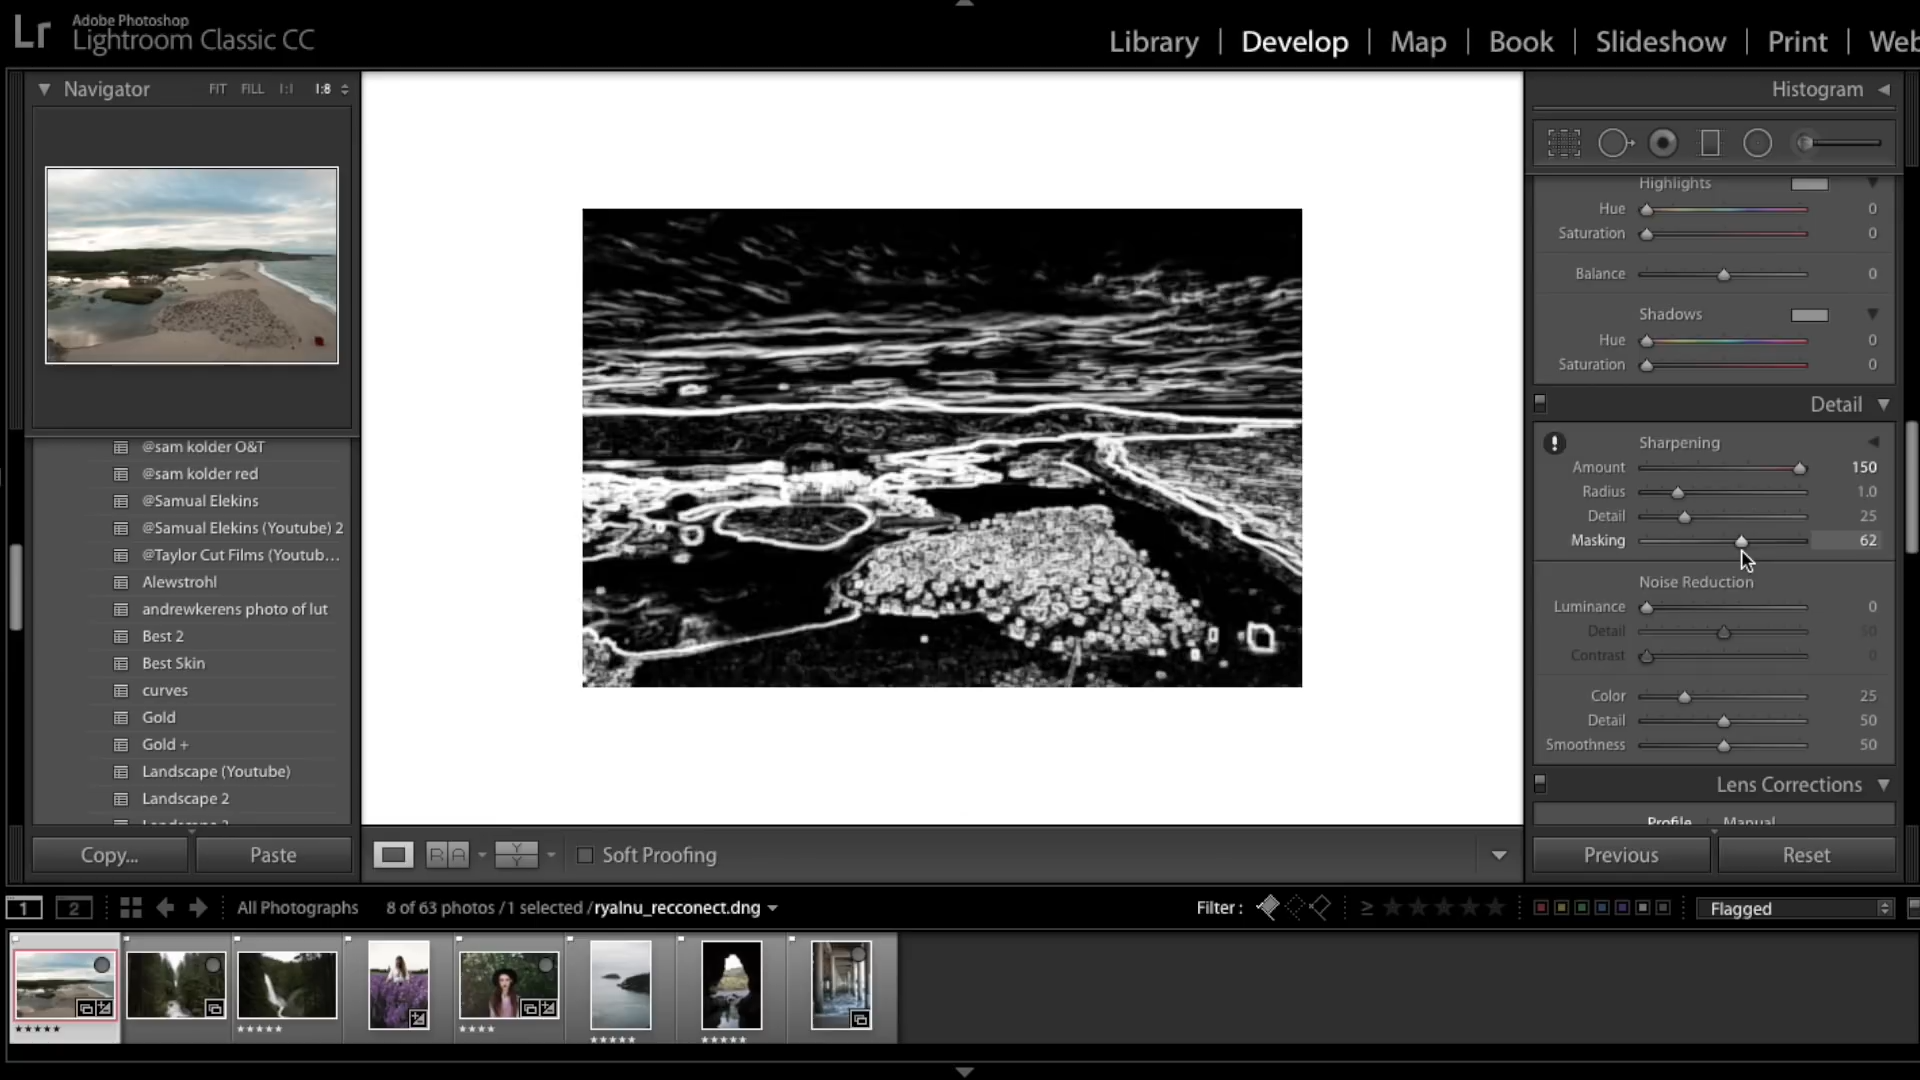 Lr
Adobe Photoshop
Lightroom Classic CC
Library | Develop | Map | Book | Slideshow | Print | Web
Navigator FIT FILL 1:1 1:8
Histogram
Highlights
Hue 0
Saturation 0
Balance 0
Shadows
Hue 0
Saturation 0
Detail
Sharpening
Amount 150
Radius 1.0
Detail 25
Masking 62
Noise Reduction
Luminance 0
Detail 50
Contrast 0
Color 25
Detail 50
Smoothness 50
Lens Corrections
Profile Manual
@sam kolder O&T
@sam kolder red
@Samual Elekins
@Samual Elekins (Youtube) 2
@Taylor Cut Films (Youtub...
Alewstrohl
andrewkerens photo of lut
Best 2
Best Skin
curves
Gold
Gold +
Landscape (Youtube)
Landscape 2
Copy... Paste
R A Y Y Soft Proofing
Previous Reset
1 2 All Photographs 8 of 63 photos /1 selected /ryalnu_recconect.dng Filter : ≥ Flagged